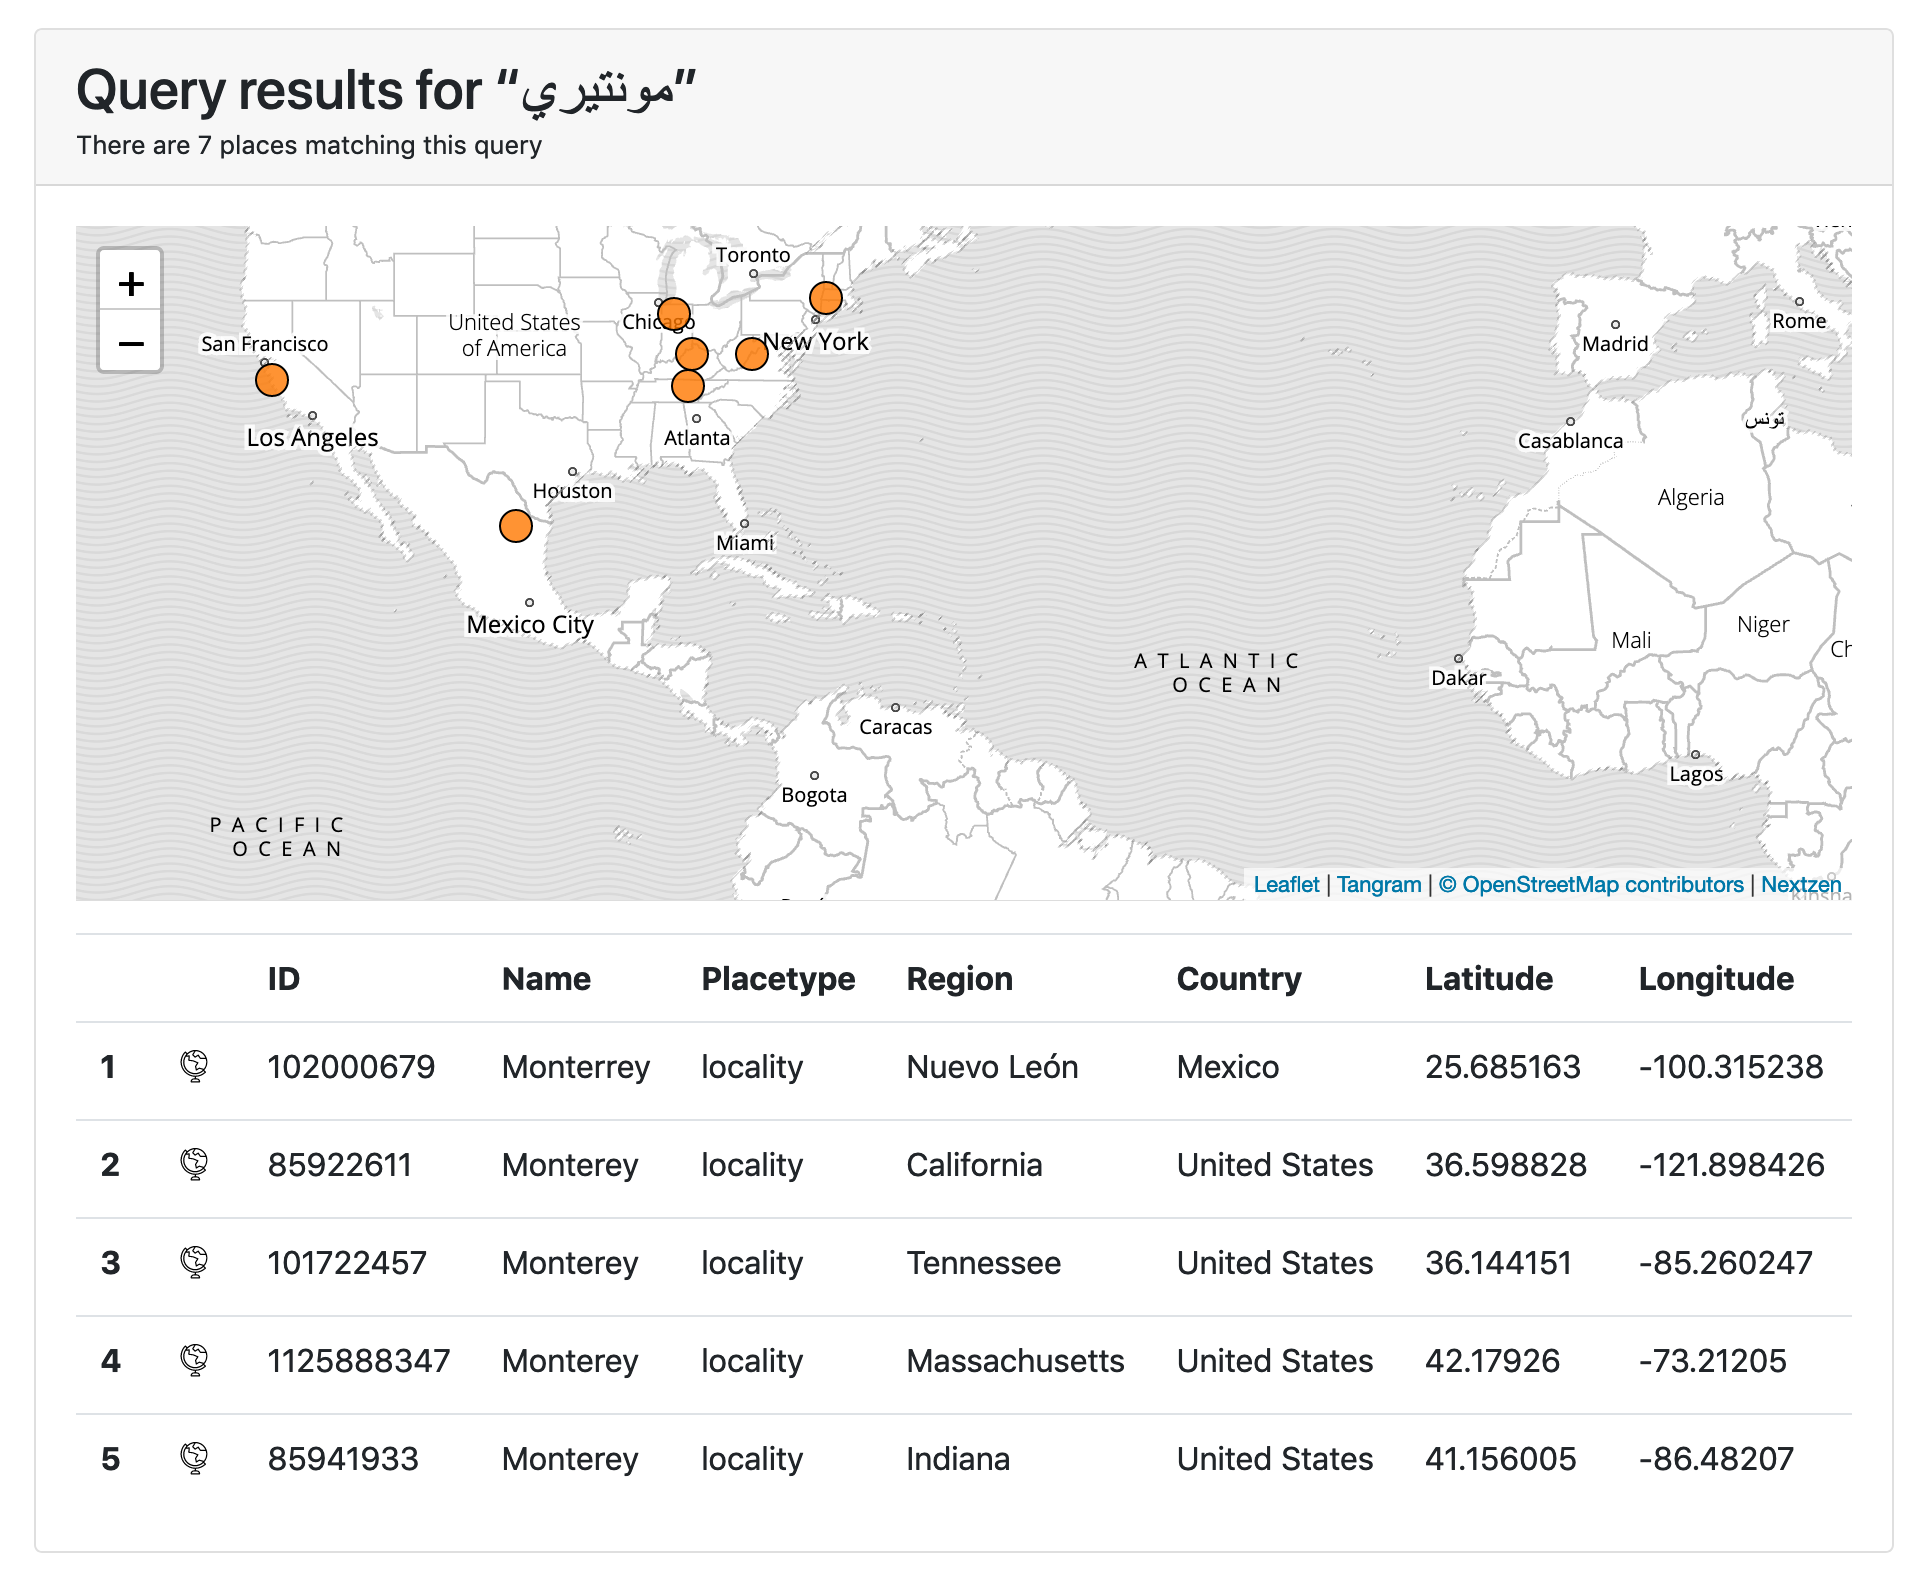 Query results for “مونتيري”
There are 7 places matching this query
+
−
Toronto
Chicago
New York
United States
of America
San Francisco
Los Angeles
Atlanta
Houston
Miami
Mexico City
Madrid
Rome
Casablanca
تونس
Algeria
Mali
Niger
Dakar
Lagos
ATLANTIC
OCEAN
Caracas
Bogota
PACIFIC
OCEAN
Leaflet | Tangram | © OpenStreetMap contributors | Nextzen
ID Name Placetype Region Country Latitude Longitude
1 102000679 Monterrey locality Nuevo León Mexico 25.685163 -100.315238
2 85922611 Monterey locality California United States 36.598828 -121.898426
3 101722457 Monterey locality Tennessee United States 36.144151 -85.260247
4 1125888347 Monterey locality Massachusetts United States 42.17926 -73.21205
5 85941933 Monterey locality Indiana United States 41.156005 -86.48207